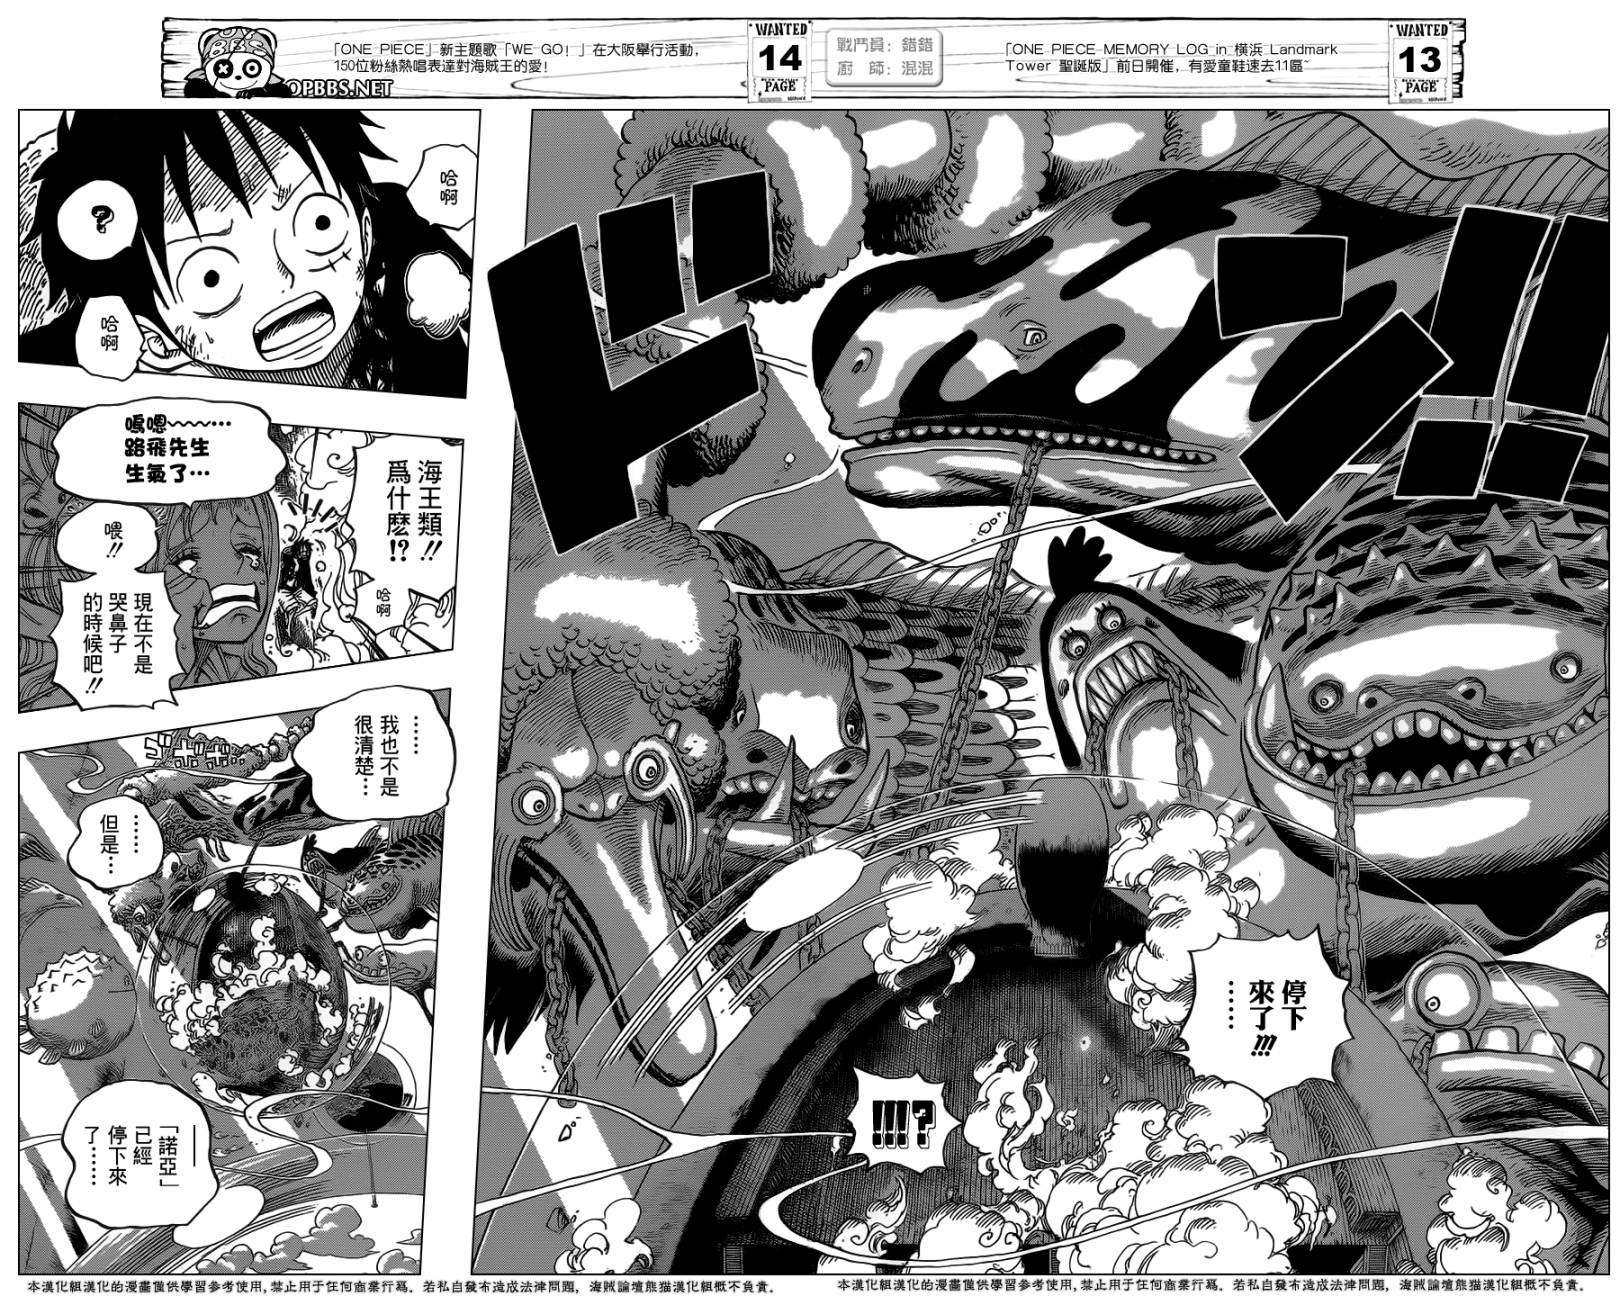 OPBBS.NET
「ONE PIECE」新主題歌「WE GO!」在大阪舉行活動,
150位粉絲熱唱表達對海賊王的愛!
WANTED
14
PAGE
戰鬥員: 錯錯
廚 師: 混混
「ONE PIECE MEMORY LOG in 橫浜 Landmark
Tower 聖誕版」前日開催, 有愛童鞋速去11區~
WANTED
13
PAGE
ドン!!
停下
來了!!!
……
!!!?
哈啊
?
哈啊
海王類!!
爲什麽!?
哈啊
嗚嗯~~~~…
路飛先生
生氣了…
喂!!
現在不是
哭鼻子
的時候吧!!
……
我也不是
很清楚…
……
但是…
——
「諾亞」
已經
停下來
了……
本漢化組漢化的漫畫僅供學習參考使用,禁止用于任何商業行爲。若私自發布造成法律問題, 海賊論壇熊猫漢化組概不負責。
本漢化組漢化的漫畫僅供學習參考使用,禁止用于任何商業行爲。若私自發布造成法律問題, 海賊論壇熊猫漢化組概不負責。